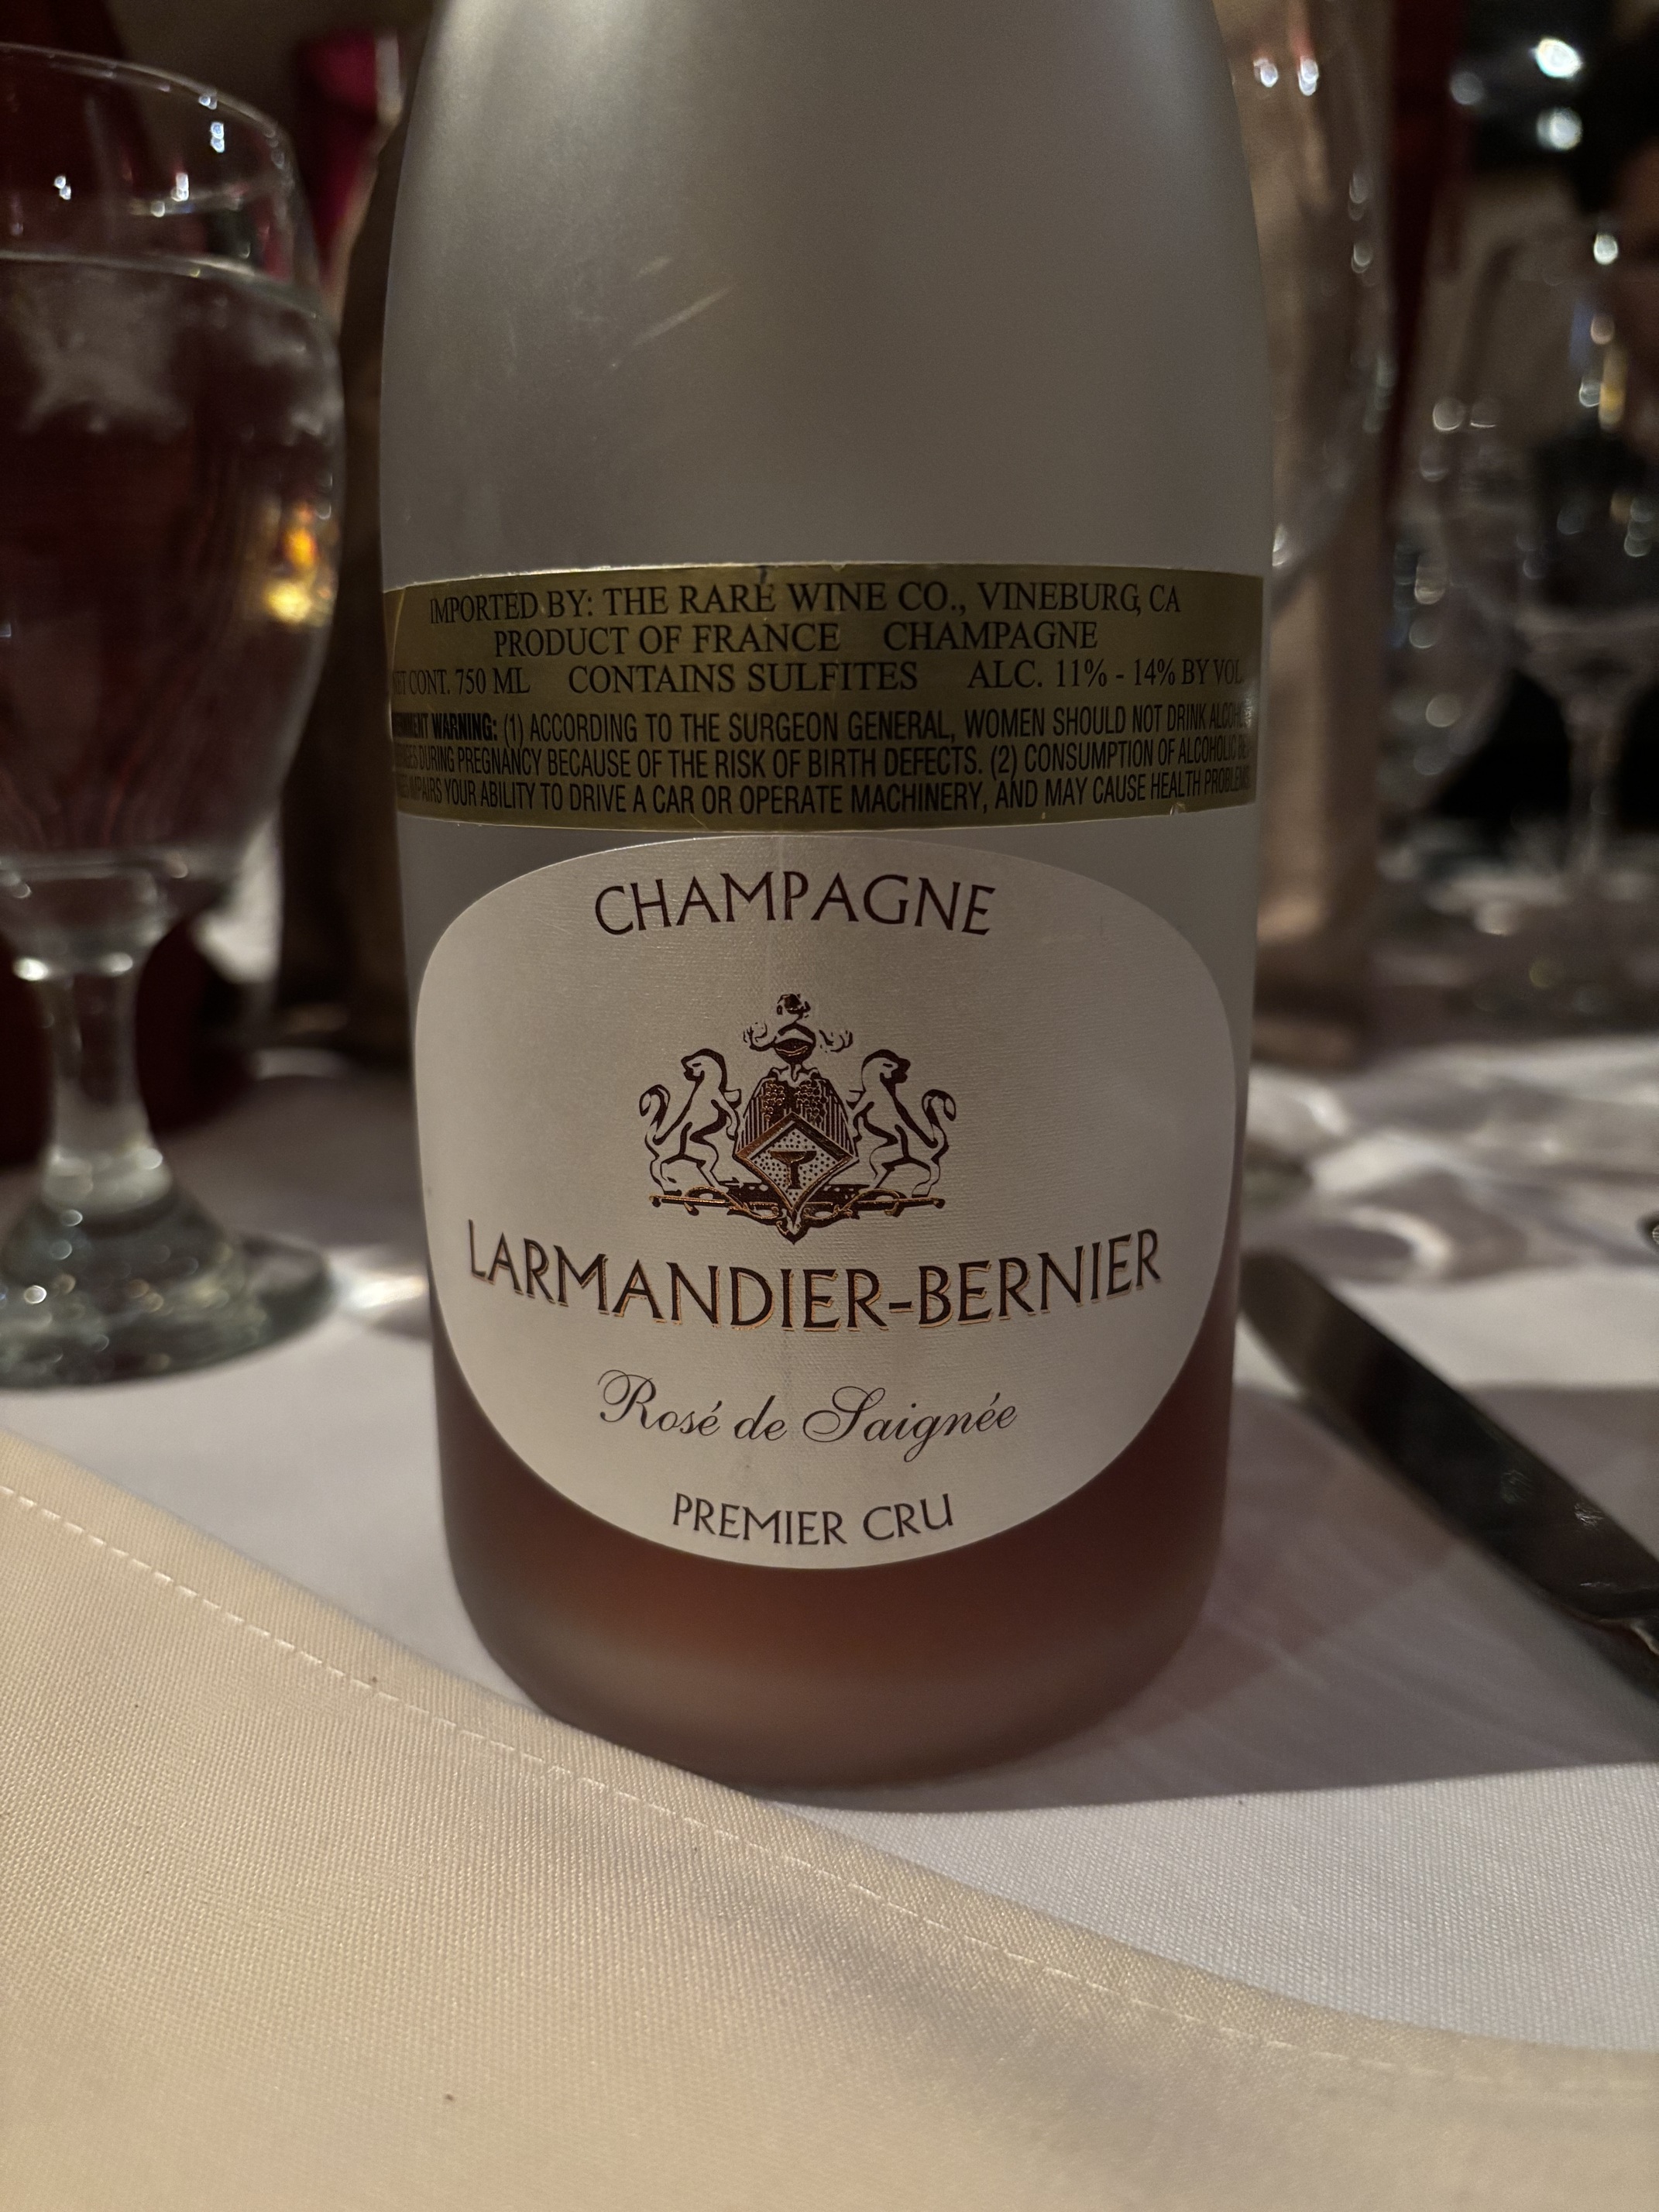 IMPORTED BY: THE RARE WINE CO., VINEBURG, CA
PRODUCT OF FRANCE CHAMPAGNE
CONT. 750 ML CONTAINS SULFITES ALC. 11% - 14% BY VOL.
WARNING: (1) ACCORDING TO THE SURGEON GENERAL, WOMEN SHOULD NOT DRINK
DURING PREGNANCY BECAUSE OF THE RISK OF BIRTH DEFECTS. (2) CONSUMPTION OF ALCOHOLIC
IMPAIRS YOUR ABILITY TO DRIVE A CAR OR OPERATE MACHINERY, AND MAY CAUSE HEALTH PROBLEMS.
CHAMPAGNE
LARMANDIER-BERNIER
Rosé de Saignée
PREMIER CRU